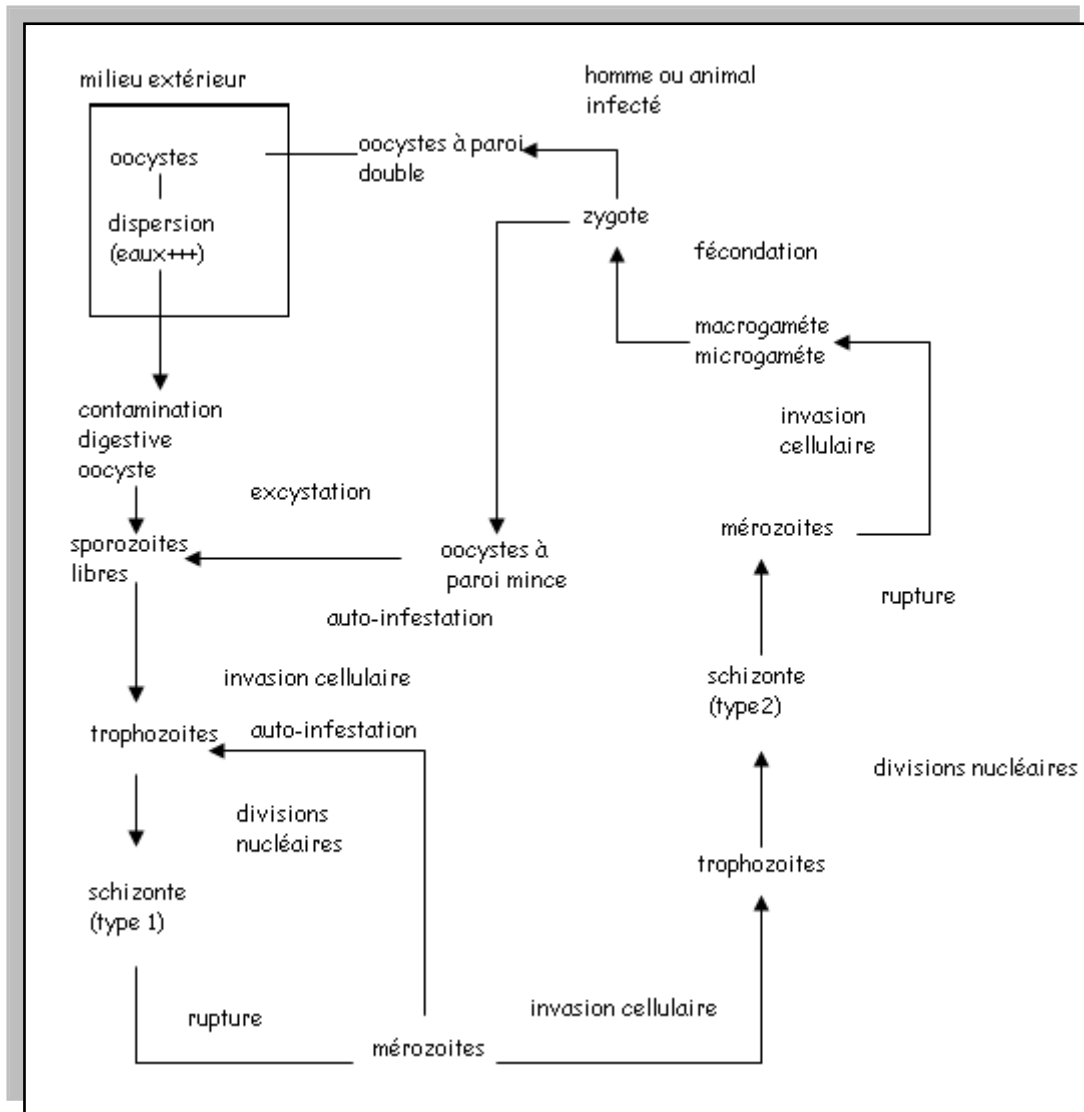 milieu extérieur
homme ou animal
infecté
oocystes à paroi
double
oocystes
dispersion
(eaux+++)
zygote
fécondation
macrogaméte
microgaméte
contamination
digestive
oocyste
invasion
cellulaire
excystation
sporozoites
libres
oocystes à
paroi mince
mérozoites
rupture
auto-infestation
invasion cellulaire
schizonte
(type2)
trophozoites
auto-infestation
divisions nucléaires
divisions
nucléaires
trophozoites
schizonte
(type 1)
rupture
invasion cellulaire
mérozoites